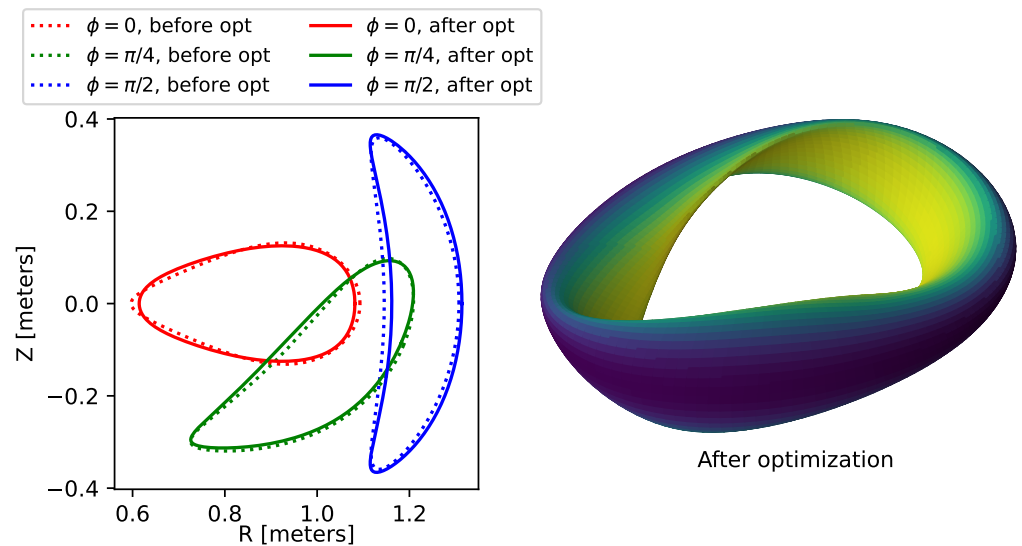 ϕ = 0, before opt
ϕ = π/4, before opt
ϕ = π/2, before opt
ϕ = 0, after opt
ϕ = π/4, after opt
ϕ = π/2, after opt
0.4
0.2
0.0
−0.2
−0.4
Z [meters]
0.6 0.8 1.0 1.2
R [meters]
After optimization